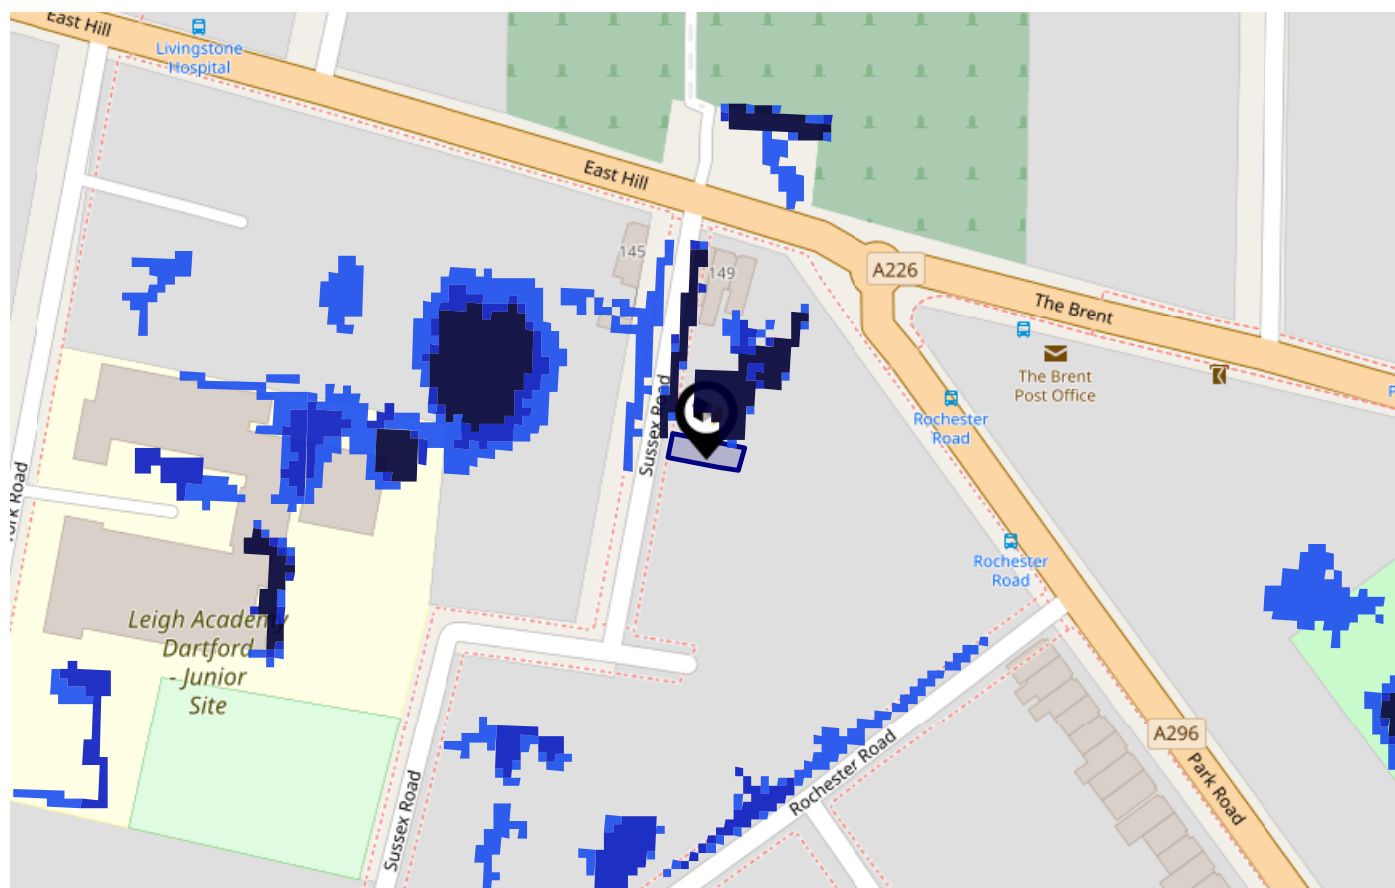 East Hill
Livingstone
Hospital
East Hill
145
149
A226
The Brent
The Brent
Post Office
Rochester
Road
Sussex Road
Rochester
Road
Leigh Academy
Dartford
- Junior
Site
A296
Park Road
Rochester Road
Sussex Road
Road